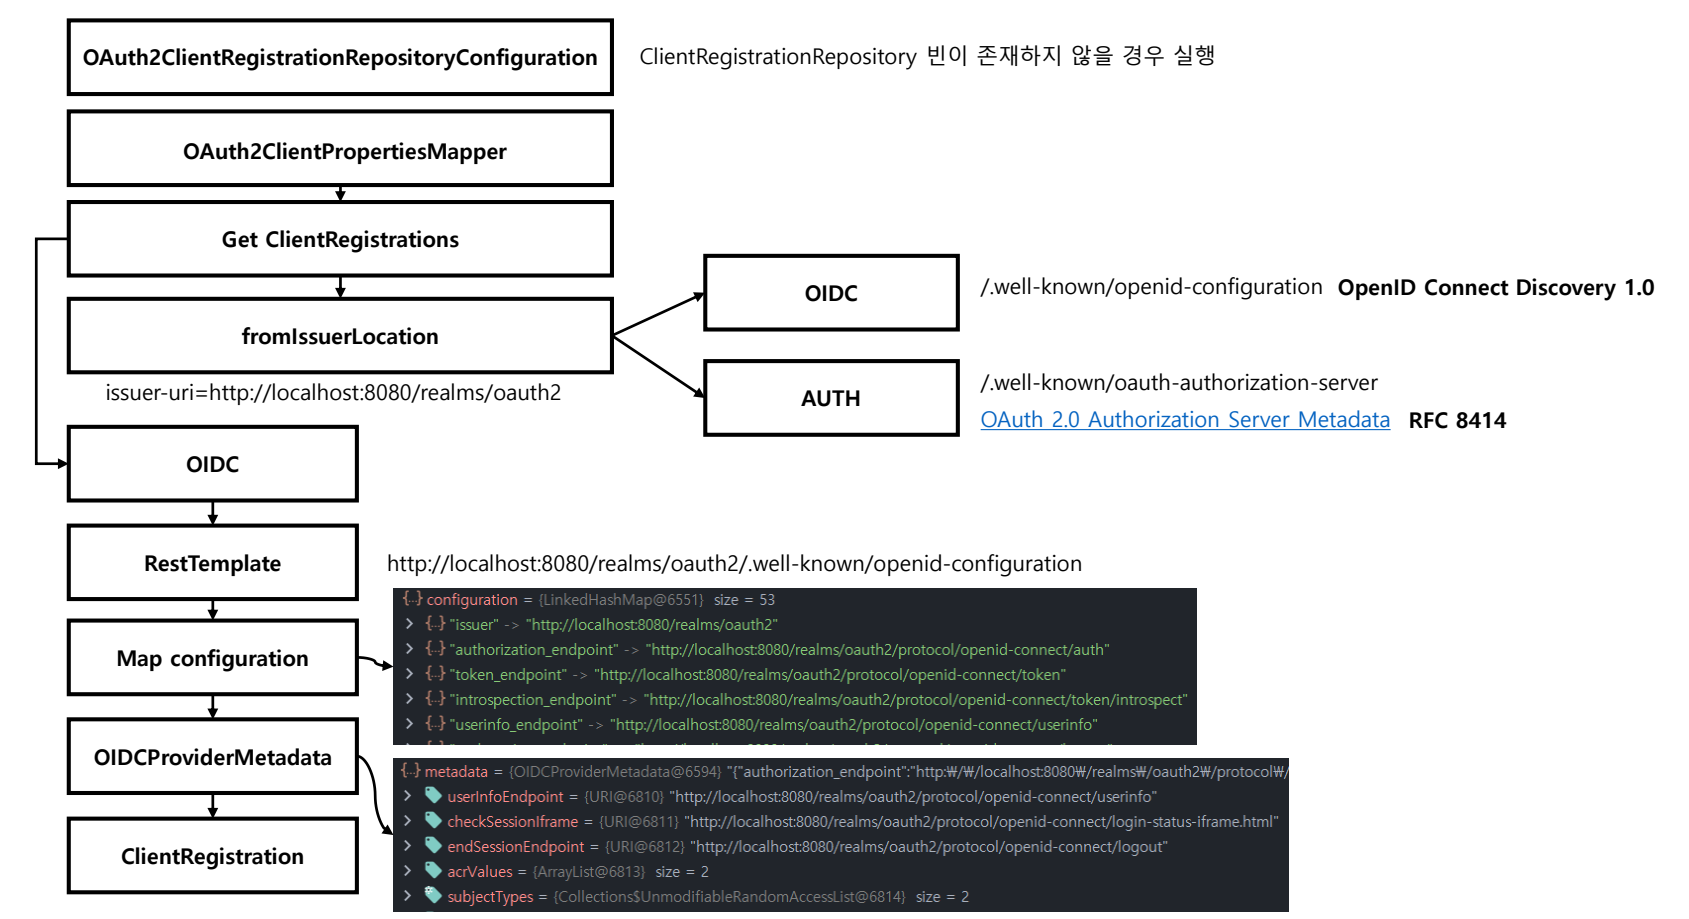 OAuth2ClientRegistrationRepositoryConfiguration
ClientRegistrationRepository 빈이 존재하지 않을 경우 실행
OAuth2ClientPropertiesMapper
Get ClientRegistrations
fromIssuerLocation
issuer-uri=http://localhost:8080/realms/oauth2
OIDC
/.well-known/openid-configuration OpenID Connect Discovery 1.0
AUTH
/.well-known/oauth-authorization-server
OAuth 2.0 Authorization Server Metadata RFC 8414
OIDC
RestTemplate
http://localhost:8080/realms/oauth2/.well-known/openid-configuration
Map configuration
{...} configuration = {LinkedHashMap@6551} size = 53
{...} "issuer" -> "http://localhost:8080/realms/oauth2"
{...} "authorization_endpoint" -> "http://localhost:8080/realms/oauth2/protocol/openid-connect/auth"
{...} "token_endpoint" -> "http://localhost:8080/realms/oauth2/protocol/openid-connect/token"
{...} "introspection_endpoint" -> "http://localhost:8080/realms/oauth2/protocol/openid-connect/token/introspect"
{...} "userinfo_endpoint" -> "http://localhost:8080/realms/oauth2/protocol/openid-connect/userinfo"
OIDCProviderMetadata
{...} metadata = {OIDCProviderMetadata@6594} "{"authorization_endpoint":"http:₩/₩/localhost:8080₩/realms₩/oauth2₩/protocol₩/
userInfoEndpoint = {URI@6810} "http://localhost:8080/realms/oauth2/protocol/openid-connect/userinfo"
checkSessionIframe = {URI@6811} "http://localhost:8080/realms/oauth2/protocol/openid-connect/login-status-iframe.html"
endSessionEndpoint = {URI@6812} "http://localhost:8080/realms/oauth2/protocol/openid-connect/logout"
acrValues = {ArrayList@6813} size = 2
subjectTypes = {Collections$UnmodifiableRandomAccessList@6814} size = 2
ClientRegistration